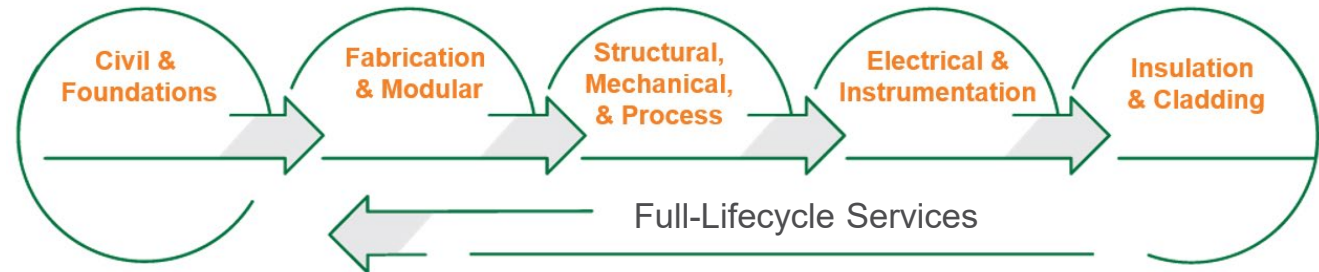 Civil &
Foundations
Fabrication
& Modular
Structural,
Mechanical,
& Process
Electrical &
Instrumentation
Insulation
& Cladding
Full-Lifecycle Services